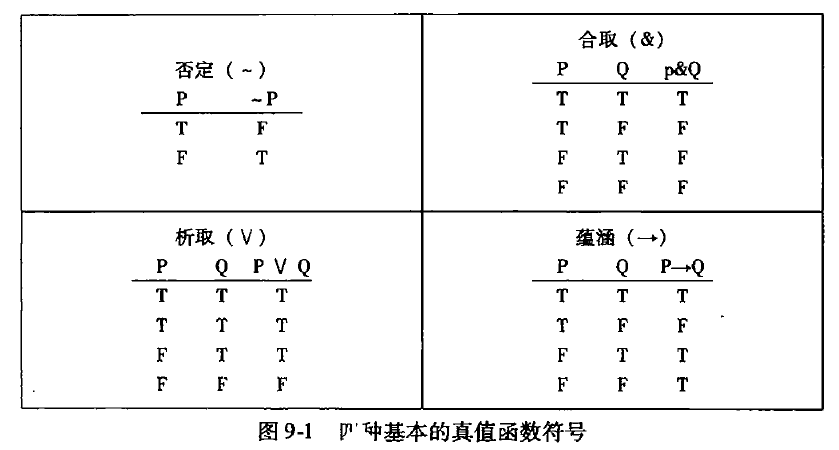 否定（~）
P ~P
T F
F T
合取（&）
P Q p&Q
T T T
T F F
F T F
F F F
析取（∨）
P Q P ∨ Q
T T T
T T T
F T T
F F F
蕴涵（→）
P Q P→Q
T T T
T F F
F T T
F F T
图 9-1 四种基本的真值函数符号